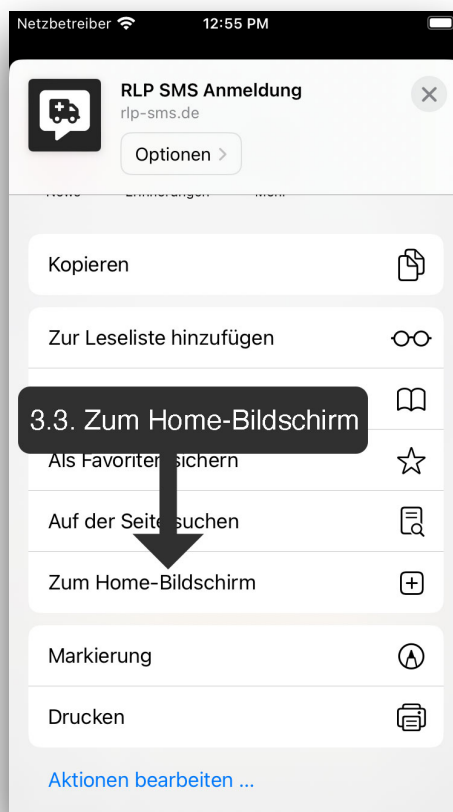 Netzbetreiber 12:55 PM
RLP SMS Anmeldung
rlp-sms.de
Optionen >
Kopieren
Zur Leseliste hinzufügen
3.3. Zum Home-Bildschirm
Als Favoriten sichern
Auf der Seite suchen
Zum Home-Bildschirm
Markierung
Drucken
Aktionen bearbeiten ...